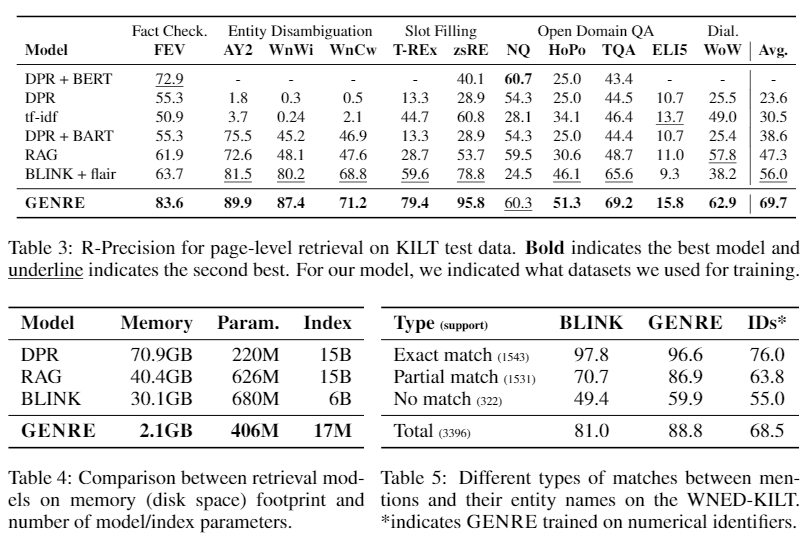 Fact Check. Entity Disambiguation Slot Filling Open Domain QA Dial.
Model FEV AY2 WnWi WnCw T-REx zsRE NQ HoPo TQA ELI5 WoW Avg.
DPR + BERT 72.9 - - - - 40.1 60.7 25.0 43.4 - - -
DPR 55.3 1.8 0.3 0.5 13.3 28.9 54.3 25.0 44.5 10.7 25.5 23.6
tf-idf 50.9 3.7 0.24 2.1 44.7 60.8 28.1 34.1 46.4 13.7 49.0 30.5
DPR + BART 55.3 75.5 45.2 46.9 13.3 28.9 54.3 25.0 44.4 10.7 25.4 38.6
RAG 61.9 72.6 48.1 47.6 28.7 53.7 59.5 30.6 48.7 11.0 57.8 47.3
BLINK + flair 63.7 81.5 80.2 68.8 59.6 78.8 24.5 46.1 65.6 9.3 38.2 56.0
GENRE 83.6 89.9 87.4 71.2 79.4 95.8 60.3 51.3 69.2 15.8 62.9 69.7
Table 3: R-Precision for page-level retrieval on KILT test data. Bold indicates the best model and
underline indicates the second best. For our model, we indicated what datasets we used for training.
Model Memory Param. Index
DPR 70.9GB 220M 15B
RAG 40.4GB 626M 15B
BLINK 30.1GB 680M 6B
GENRE 2.1GB 406M 17M
Table 4: Comparison between retrieval mod-
els on memory (disk space) footprint and
number of model/index parameters.
Type (support) BLINK GENRE IDs*
Exact match (1543) 97.8 96.6 76.0
Partial match (1531) 70.7 86.9 63.8
No match (322) 49.4 59.9 55.0
Total (3396) 81.0 88.8 68.5
Table 5: Different types of matches between men-
tions and their entity names on the WNED-KILT.
*indicates GENRE trained on numerical identifiers.